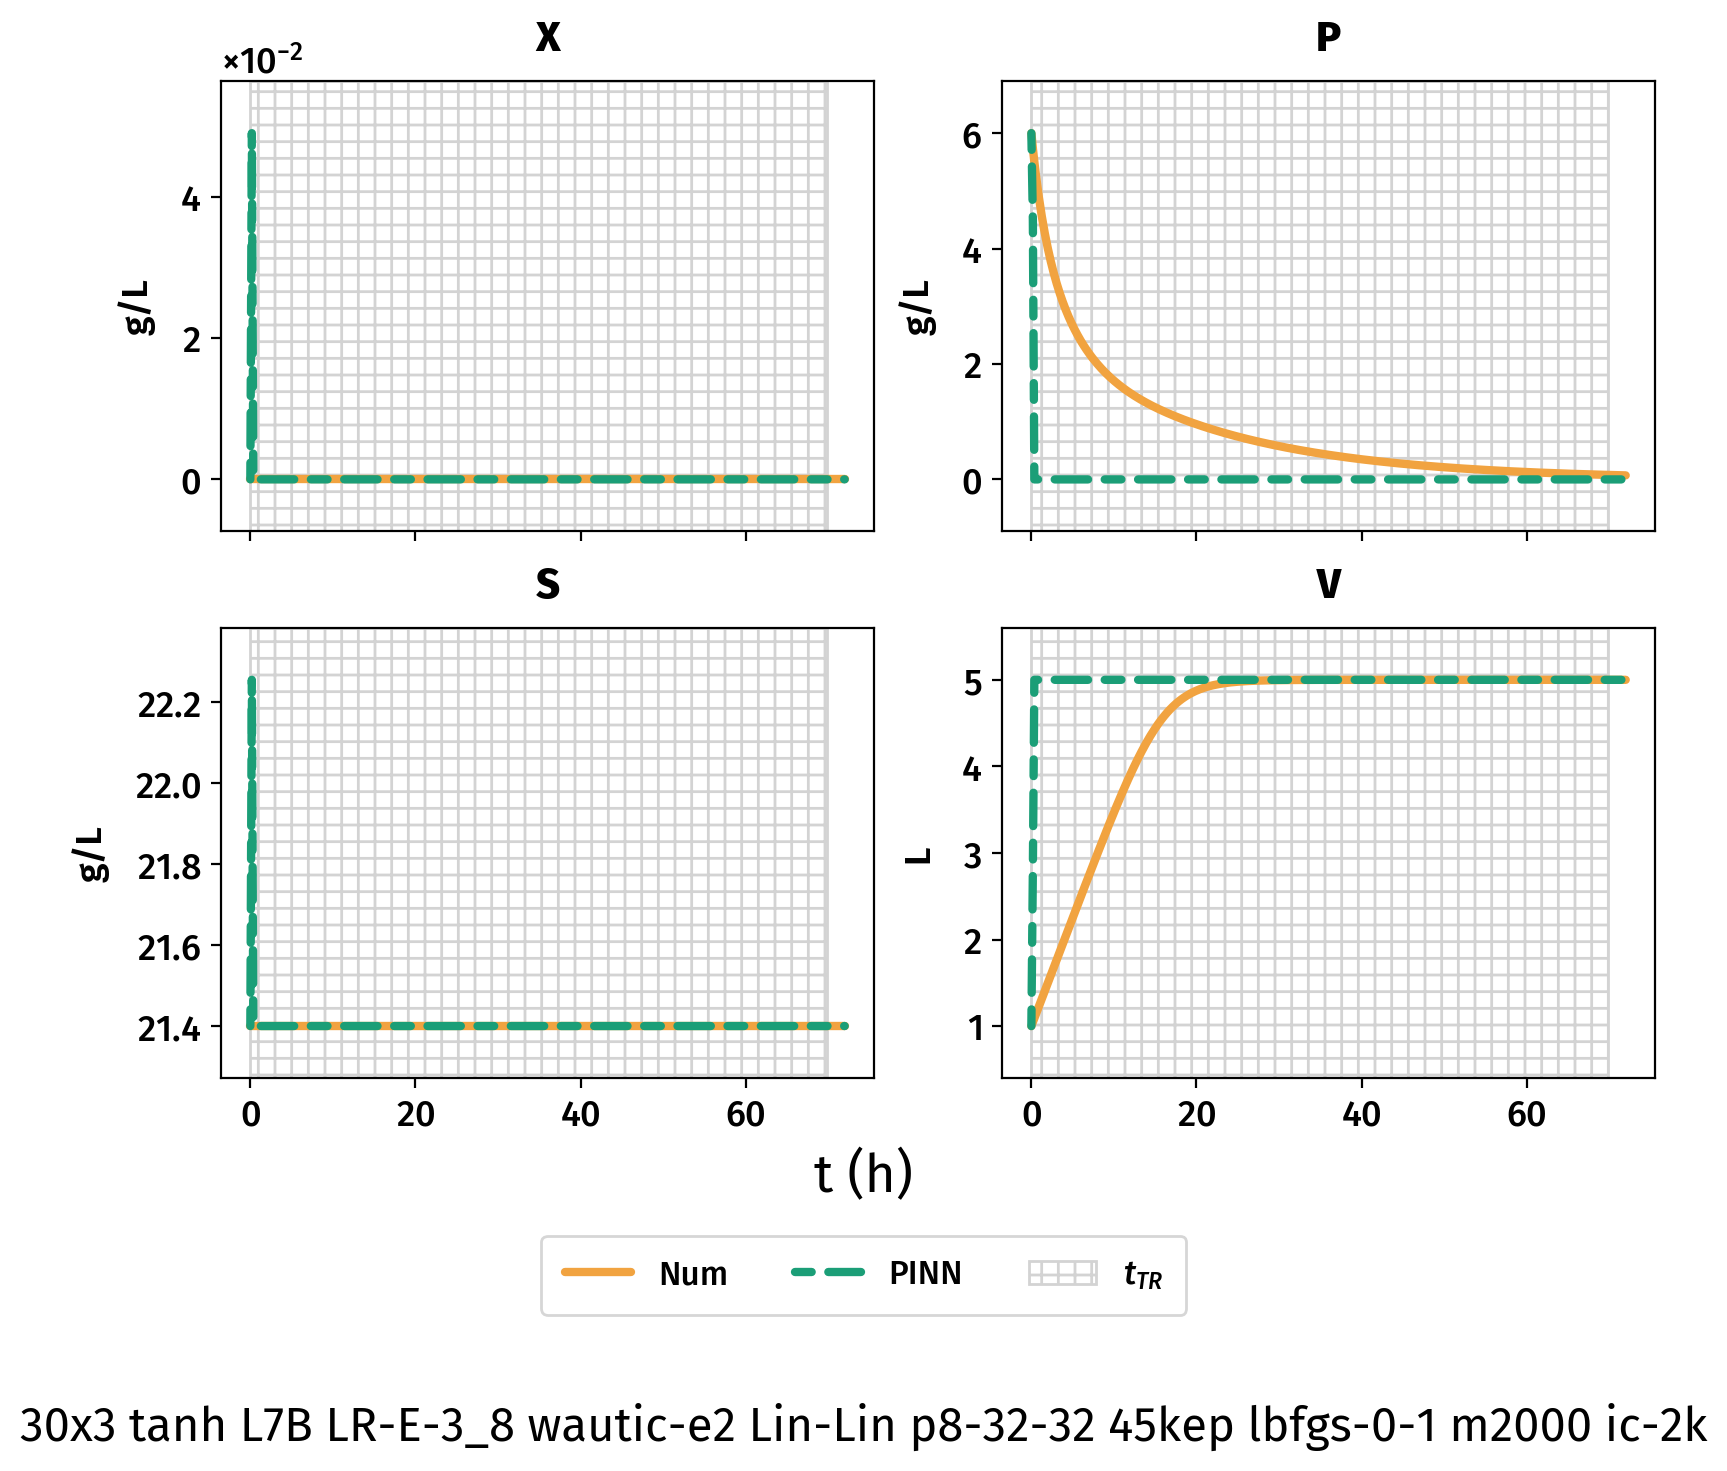 X
×10⁻²
4
2
0
g/L
P
6
4
2
0
g/L
S
22.2
22.0
21.8
21.6
21.4
g/L
0 20 40 60
V
5
4
3
2
1
L
0 20 40 60
t (h)
Num PINN t_TR
30x3 tanh L7B LR-E-3_8 wautic-e2 Lin-Lin p8-32-32 45kep lbfgs-0-1 m2000 ic-2k